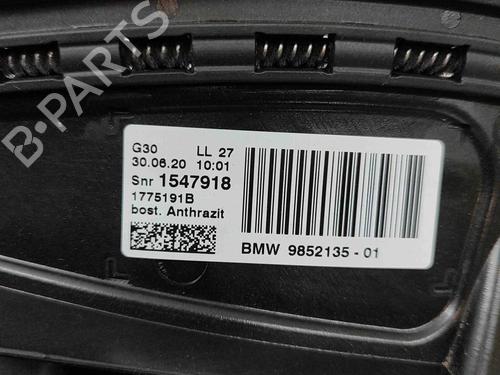 B-PARTS
G30 LL 27
30.06.20 10:01
Snr 1547918
1775191B
bost. Anthrazit
BMW 9852135-01